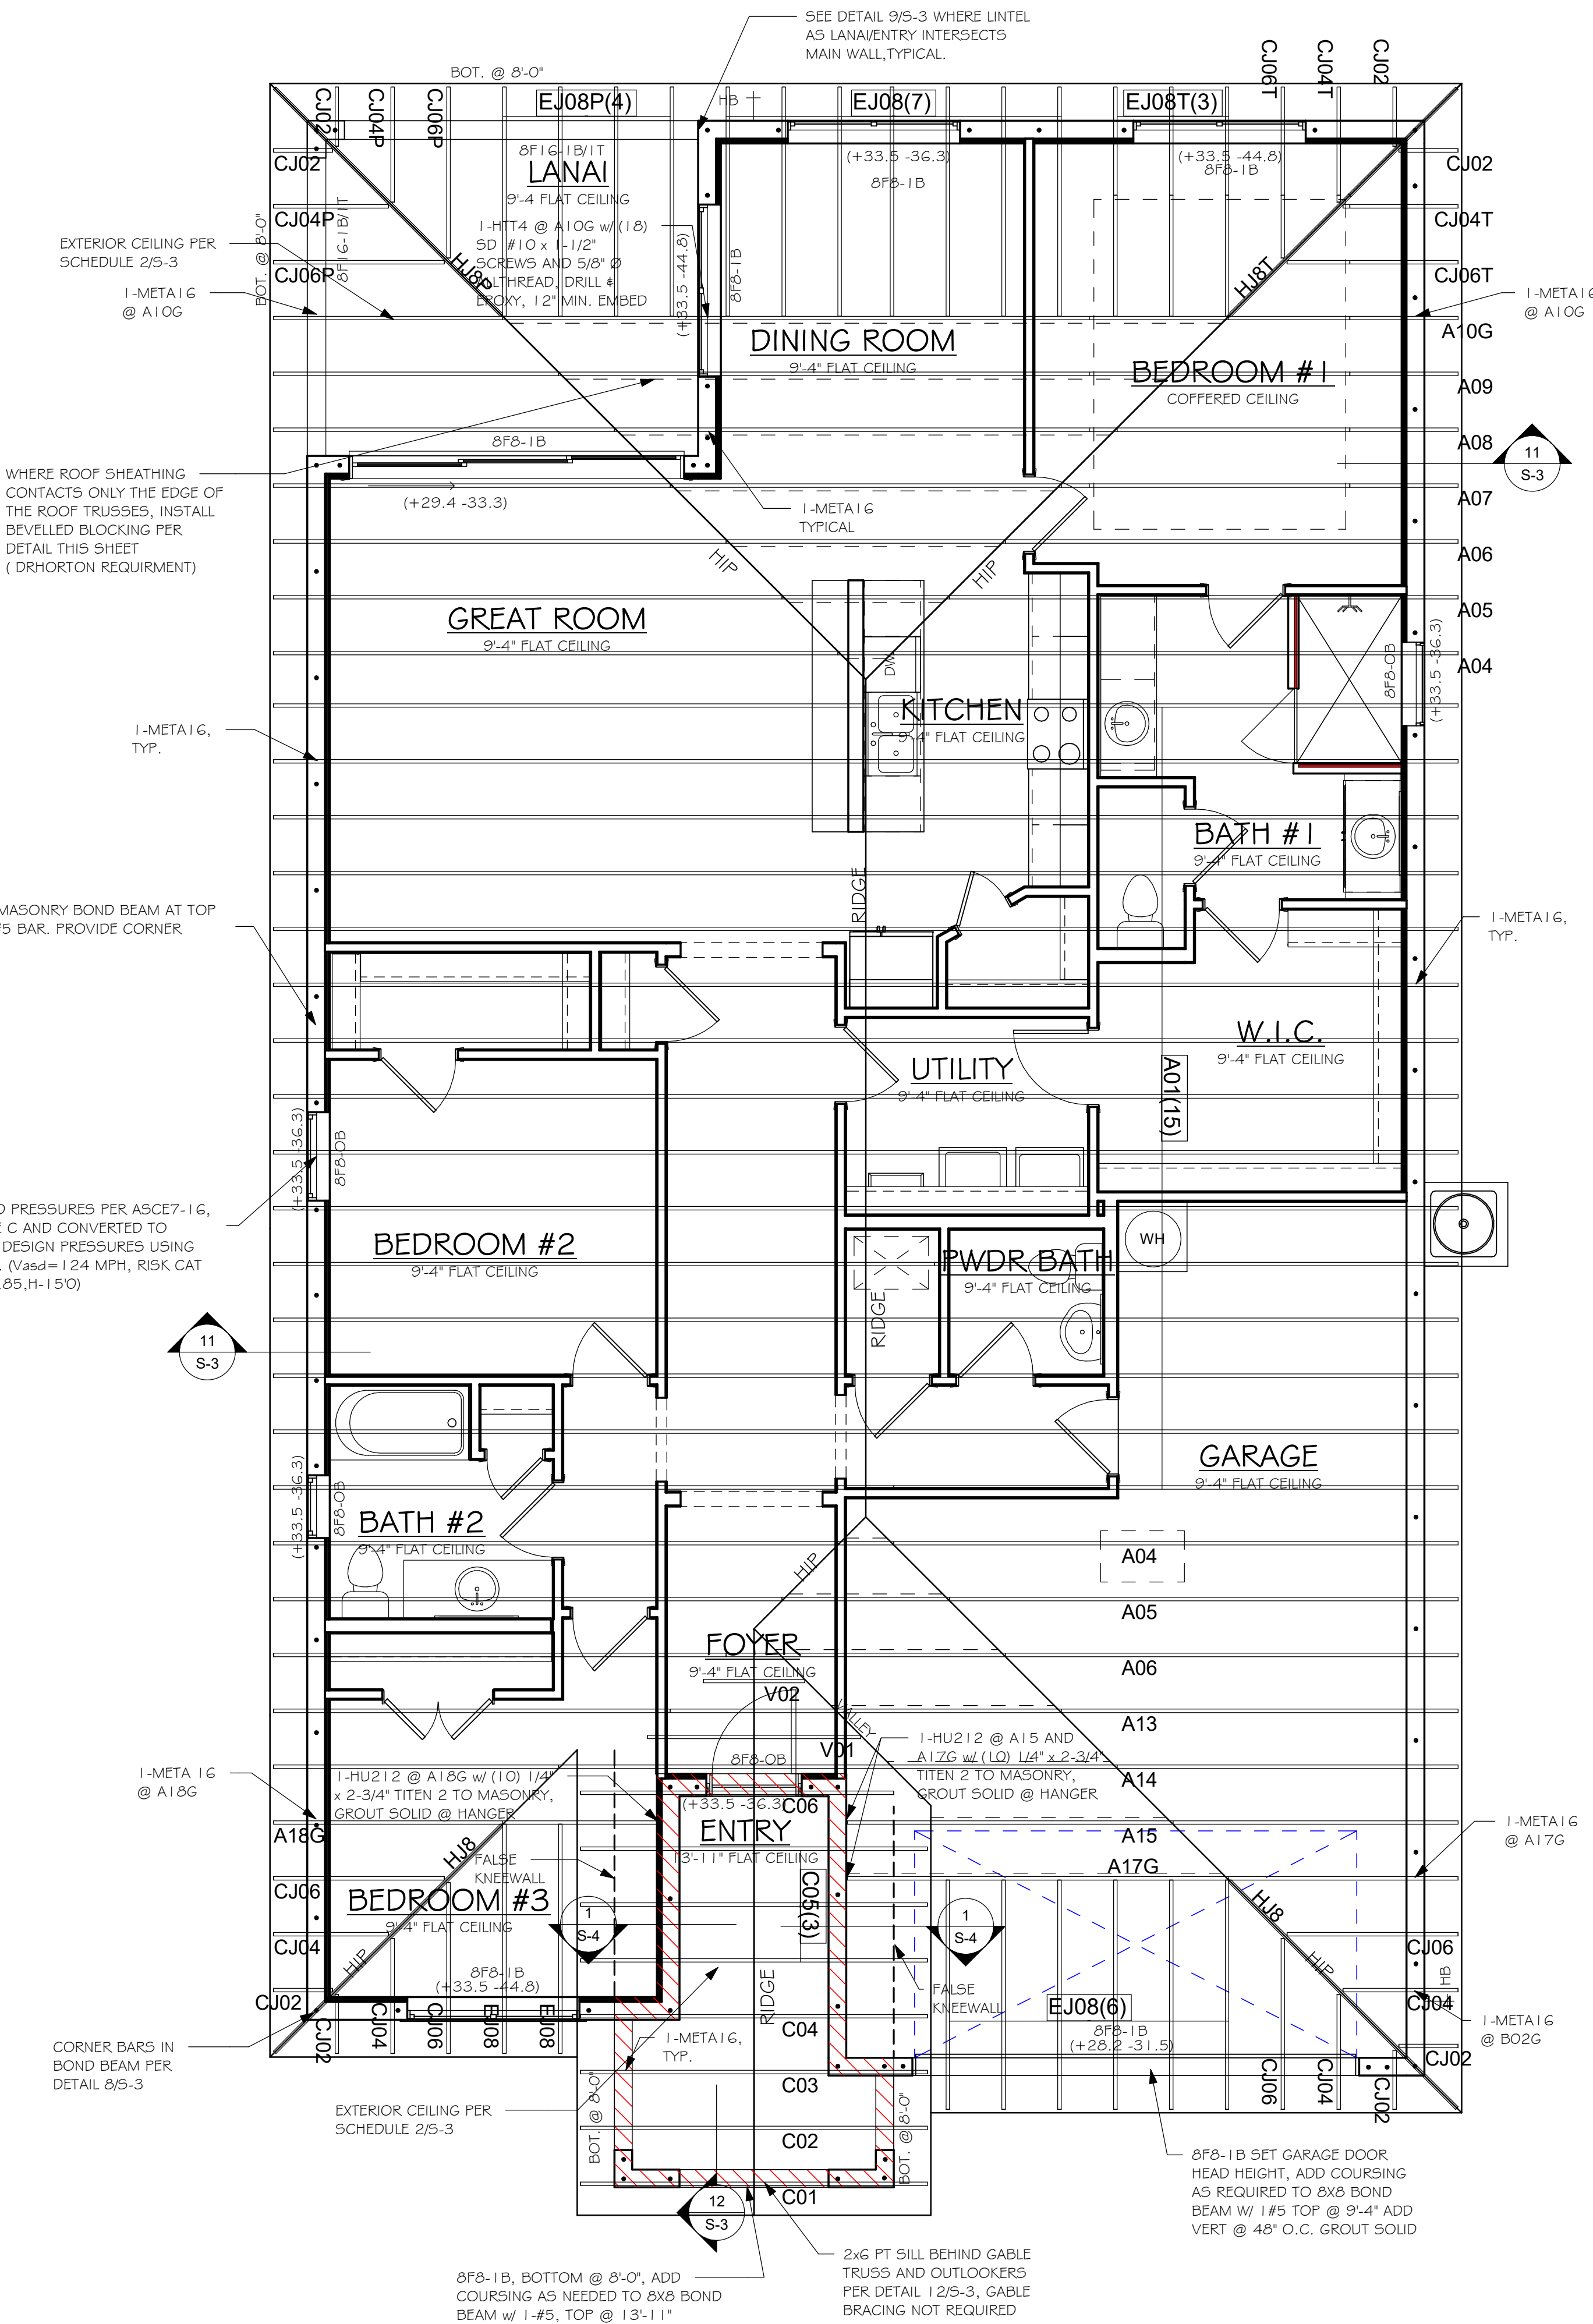 SEE DETAIL 9/S-3 WHERE LINTEL
AS LANAI/ENTRY INTERSECTS
MAIN WALL,TYPICAL.
BOT. @ 8'-0"
HB
CJ02
CJ04P
CJ06P
EJ08P(4)
EJ08(7)
EJ08T(3)
CJ06T
CJ04T
CJ02
CJ02
CJ04P
CJ06P
BOT. @ 8'-0"
8F16-1B/1T
8F16-1B/1T
LANAI
9'-4 FLAT CEILING
(+33.5 -36.3)
8F8-1B
(+33.5 -44.8)
8F8-1B
CJ02
CJ04T
CJ06T
EXTERIOR CEILING PER
SCHEDULE 2/S-3
1-META16
@ A10G
1-HTT4 @ A10G w/ (18)
SD #10 x 1-1/2"
SCREWS AND 5/8" Ø
ALLTHREAD, DRILL &
EPOXY, 12" MIN. EMBED
HJ8P
(+33.5 -44.8)
8F8-1B
HJ8T
1-META16
@ A10G
DINING ROOM
9'-4" FLAT CEILING
BEDROOM #1
COFFERED CEILING
A10G
A09
A08
A07
A06
A05
A04
11
S-3
WHERE ROOF SHEATHING
CONTACTS ONLY THE EDGE OF
THE ROOF TRUSSES, INSTALL
BEVELLED BLOCKING PER
DETAIL THIS SHEET
( DRHORTON REQUIRMENT)
8F8-1B
(+29.4 -33.3)
1-META16
TYPICAL
HIP
HIP
GREAT ROOM
9'-4" FLAT CEILING
DW
KITCHEN
9'-4" FLAT CEILING
8F8-0B
(+33.5 -36.3)
1-META16,
TYP.
BATH #1
9'-4" FLAT CEILING
RIDGE
MASONRY BOND BEAM AT TOP
#5 BAR. PROVIDE CORNER
1-META16,
TYP.
W.I.C.
9'-4" FLAT CEILING
UTILITY
9'-4" FLAT CEILING
A01(15)
(+33.5 -36.3)
8F8-0B
PRESSURES PER ASCE7-16,
C AND CONVERTED TO
DESIGN PRESSURES USING
(Vasd=124 MPH, RISK CAT
.85,H-15'0)
BEDROOM #2
9'-4" FLAT CEILING
PWDR BATH
9'-4" FLAT CEILING
WH
RIDGE
11
S-3
GARAGE
9'-4" FLAT CEILING
(+33.5 -36.3)
8F8-0B
BATH #2
9'-4" FLAT CEILING
HIP
A04
A05
A06
A13
A14
A15
A17G
FOYER
9'-4" FLAT CEILING
V02
VALLEY
V01
8F8-0B
(+33.5 -36.3)
C06
1-HU212 @ A15 AND
A17G w/ (10) 1/4" x 2-3/4"
TITEN 2 TO MASONRY,
GROUT SOLID @ HANGER
1-META 16
@ A18G
1-HU212 @ A18G w/ (10) 1/4"
x 2-3/4" TITEN 2 TO MASONRY,
GROUT SOLID @ HANGER
ENTRY
13'-11" FLAT CEILING
C05(3)
A18G
CJ06
CJ04
CJ02
HJ8
FALSE
KNEEWALL
BEDROOM #3
9'-4" FLAT CEILING
1
S-4
1
S-4
HIP
8F8-1B
(+33.5 -44.8)
CJ02
CJ04
CJ06
EJ08
EJ08
RIDGE
FALSE
KNEEWALL
HJ8
HIP
1-META16
@ A17G
CJ06
HB
CJ04
CJ02
1-META16
@ B02G
EJ08(6)
8F8-1B
(+28.2 -31.5)
CJ06
CJ04
CJ02
CORNER BARS IN
BOND BEAM PER
DETAIL 8/S-3
1-META16,
TYP.
C04
C03
C02
C01
BOT. @ 8'-0"
BOT. @ 8'-0"
EXTERIOR CEILING PER
SCHEDULE 2/S-3
12
S-3
8F8-1B SET GARAGE DOOR
HEAD HEIGHT, ADD COURSING
AS REQUIRED TO 8X8 BOND
BEAM W/ 1#5 TOP @ 9'-4" ADD
VERT @ 48" O.C. GROUT SOLID
8F8-1B, BOTTOM @ 8'-0", ADD
COURSING AS NEEDED TO 8X8 BOND
BEAM w/ 1-#5, TOP @ 13'-11"
2x6 PT SILL BEHIND GABLE
TRUSS AND OUTLOOKERS
PER DETAIL 12/S-3, GABLE
BRACING NOT REQUIRED